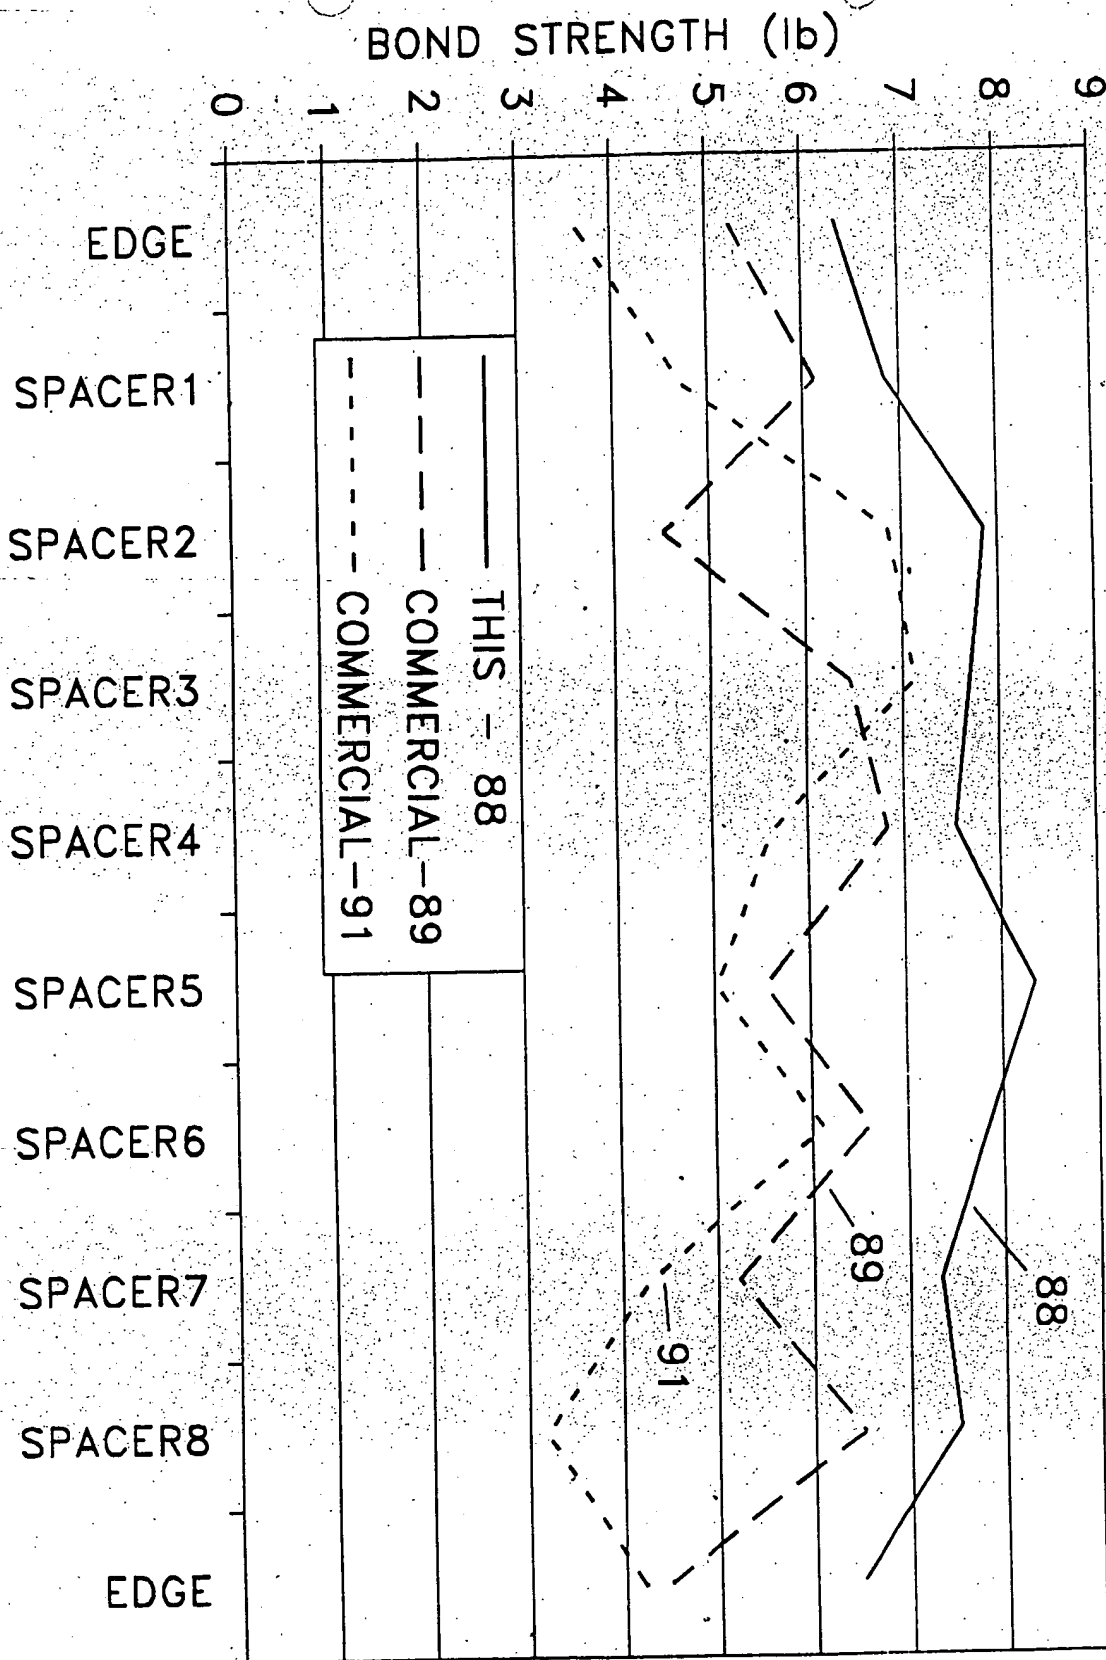 BOND STRENGTH (lb)
0
1
2
3
4
5
6
7
8
9
EDGE
SPACER1
SPACER2
SPACER3
SPACER4
SPACER5
SPACER6
SPACER7
SPACER8
EDGE
THIS - 88
COMMERCIAL-89
COMMERCIAL-91
88
89
91